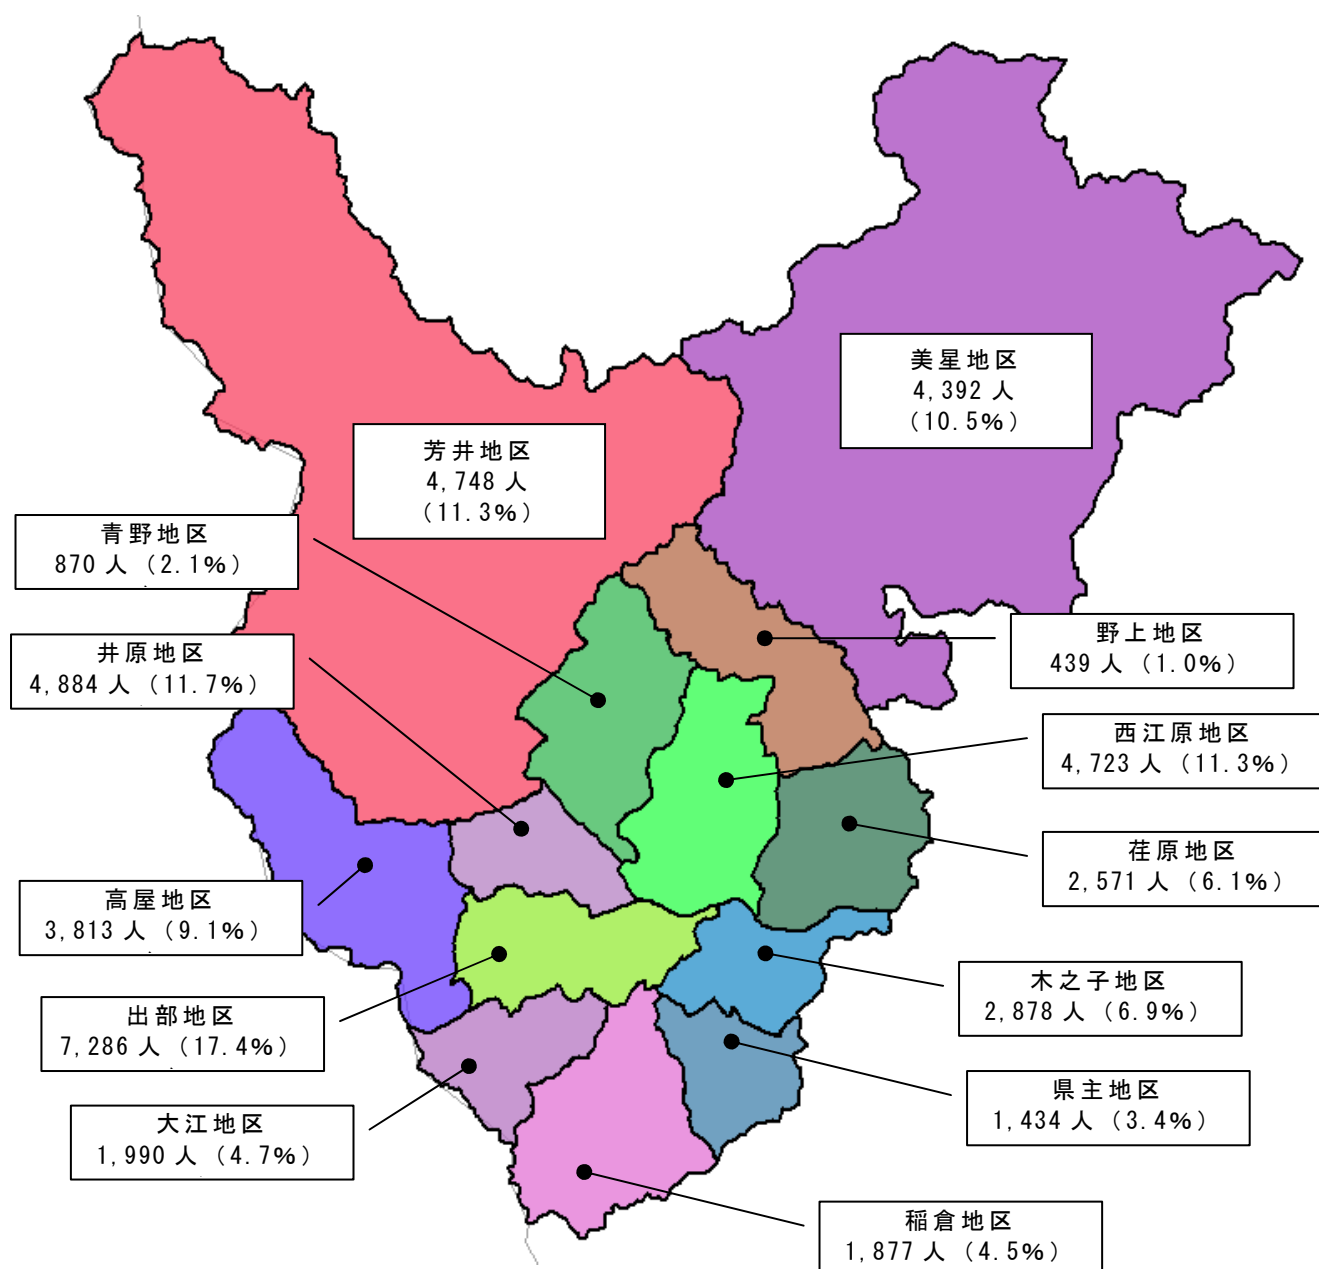 美星地区
4,392 人
（10.5%）
芳井地区
4,748 人
（11.3%）
青野地区
870 人（2.1%）
井原地区
4,884 人（11.7%）
野上地区
439 人（1.0%）
西江原地区
4,723 人（11.3%）
荏原地区
2,571 人（6.1%）
高屋地区
3,813 人（9.1%）
木之子地区
2,878 人（6.9%）
出部地区
7,286 人（17.4%）
県主地区
1,434 人（3.4%）
大江地区
1,990 人（4.7%）
稲倉地区
1,877 人（4.5%）